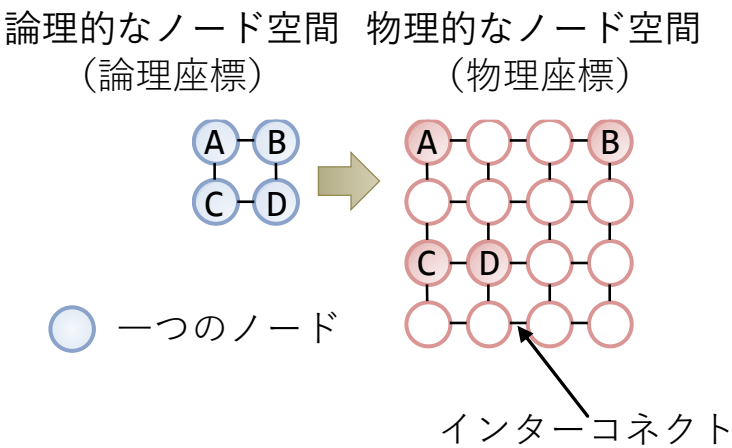 論理的なノード空間
(論理座標)
物理的なノード空間
(物理座標)
A B
C D
A B
C D
一つのノード
インターコネクト